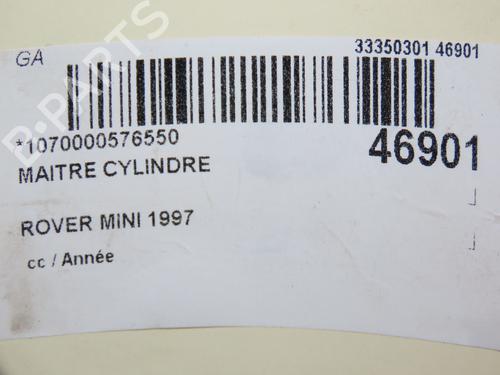 GA 33350301 46901
*1070000576550 46901
MAITRE CYLINDRE
ROVER MINI 1997
cc / Année
B-PARTS